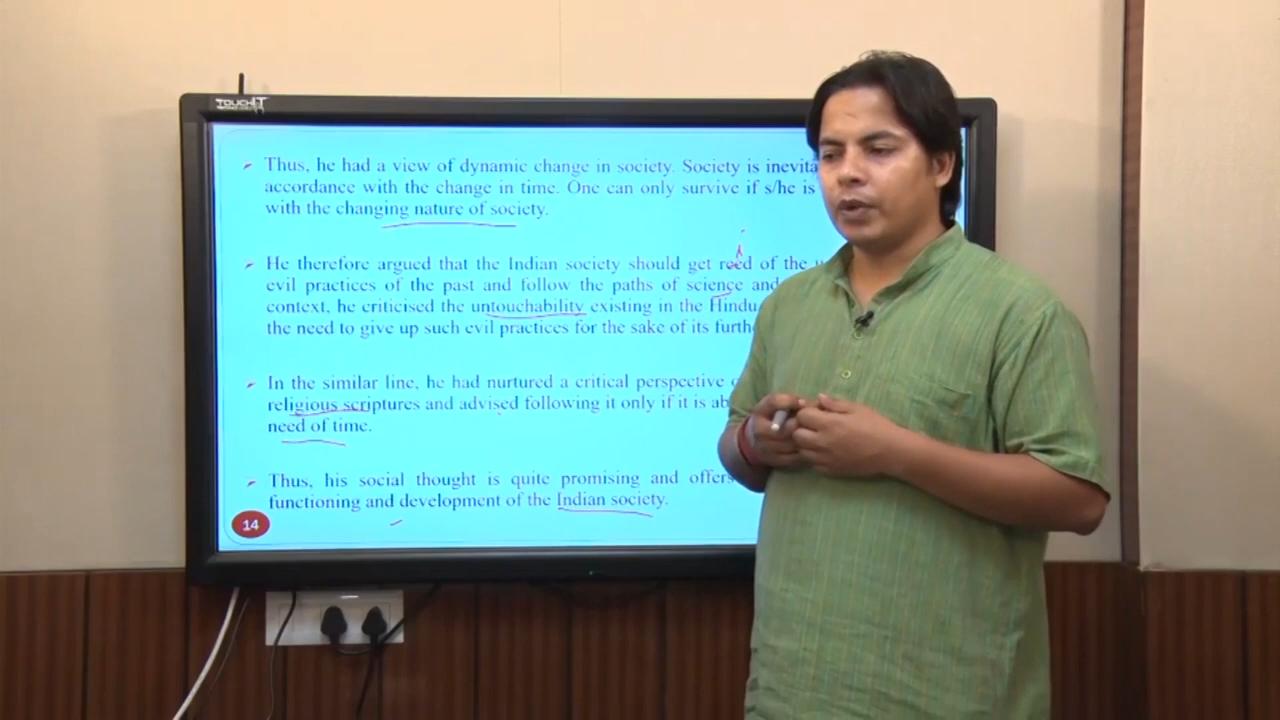 TOUCHIT
Thus, he had a view of dynamic change in society. Society is
accordance with the change in time. One can only survive if s/he is
with the changing nature of society.
He therefore argued that the Indian society should get reed of the
evil practices of the past and follow the paths of science and
context, he criticised the untouchability existing in the Hindu
the need to give up such evil practices for the sake of its
In the similar line, he had nurtured a critical perspective
religious scriptures and advised following it only if it is
need of time.
Thus, his social thought is quite promising and offers
functioning and development of the Indian society.
14